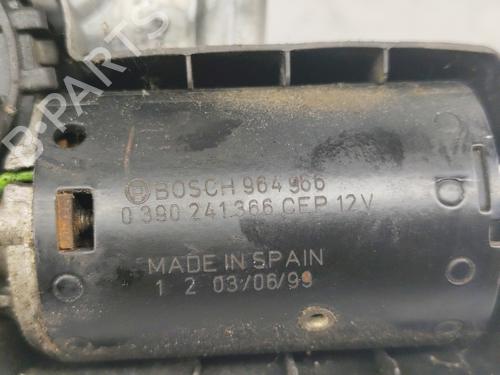 B-PARTS
BOSCH 964 966
0 390 241 366 CEP 12V
MADE IN SPAIN
1 2 03/06/99